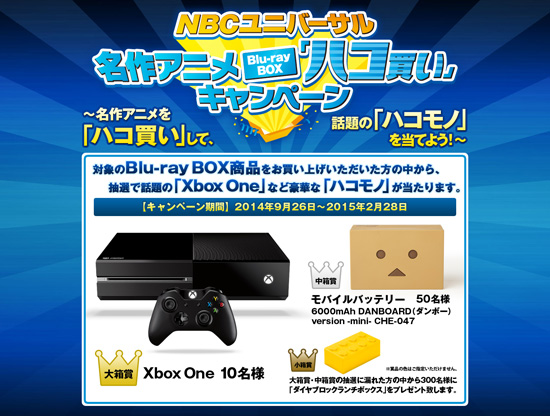 NBCユニバーサル
名作アニメ Blu-ray BOX 「ハコ買い」
キャンペーン
～名作アニメを
「ハコ買い」して、
話題の「ハコモノ」
を当てよう!～
対象のBlu-ray BOX商品をお買い上げいただいた方の中から、
抽選で話題の「Xbox One」など豪華な「ハコモノ」が当たります。
【キャンペーン期間】2014年9月26日～2015年2月28日
中箱賞
モバイルバッテリー 50名様
6000mAh DANBOARD(ダンボー)
version -mini- CHE-047
大箱賞
Xbox One 10名様
小箱賞
※賞品の色はご指定いただけません。
大箱賞・中箱賞の抽選に漏れた方の中から300名様に
「ダイヤブロックランチボックス」をプレゼント致します。